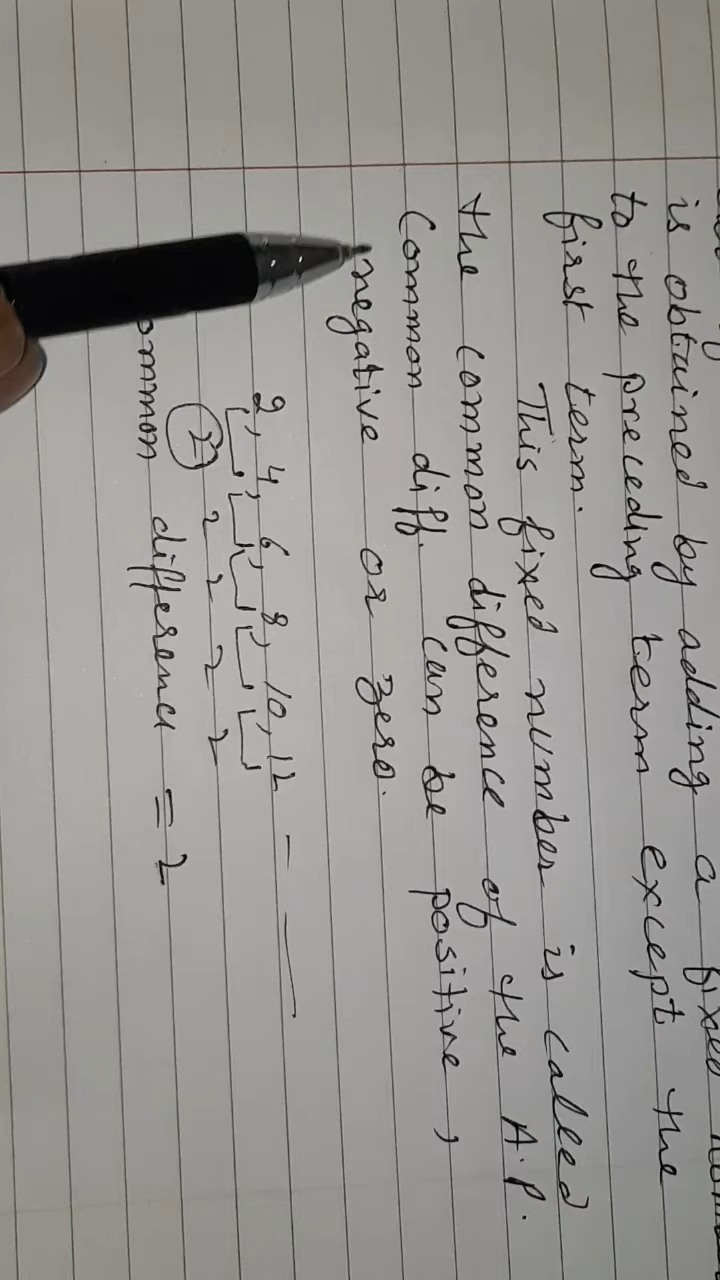 is obtained by adding a fixed
to the preceding term except the
first term.
This fixed number is called
the common difference of the A.P.
Common diff. can be positive,
negative or zero.
2, 4, 6, 8, 10, 12 - —
2 2 2 2 2
ommon difference = 2